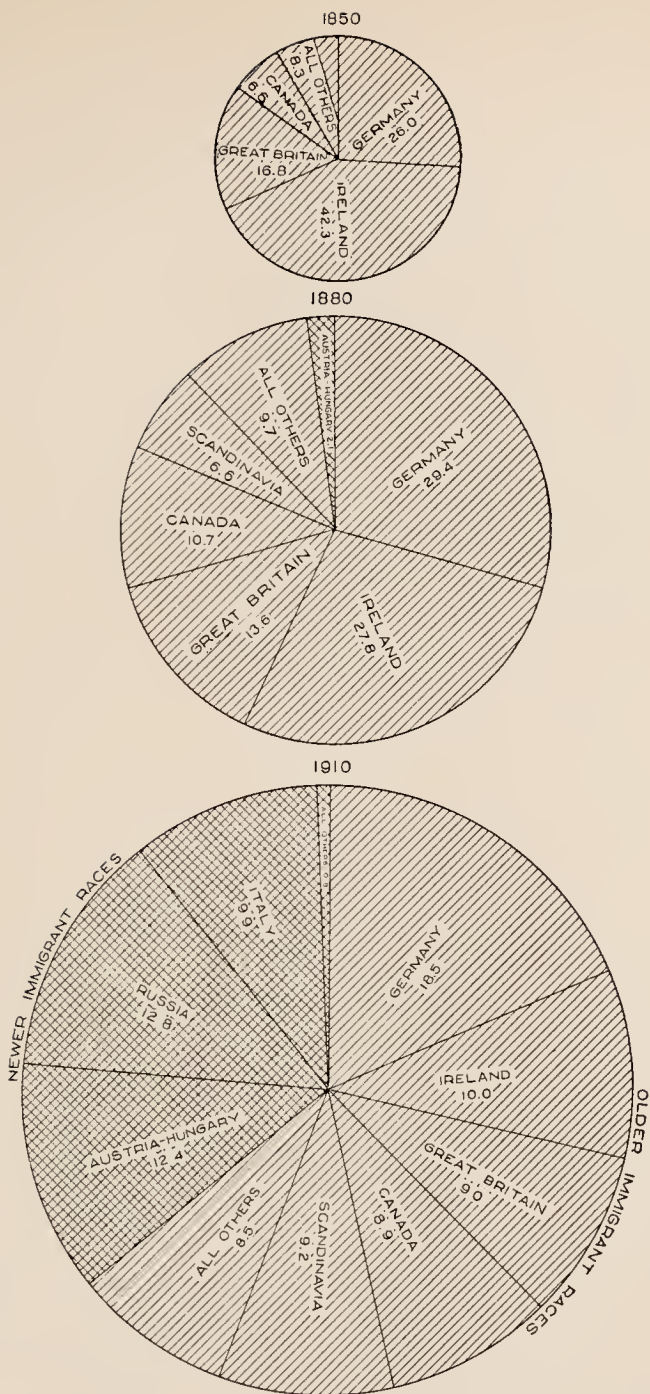 1850
GERMANY
26.0
IRELAND
42.3
GREAT BRITAIN
16.8
CANADA
6.6
ALL OTHERS
8.3
1880
GERMANY
29.4
IRELAND
27.8
GREAT BRITAIN
13.6
CANADA
10.7
SCANDINAVIA
6.6
ALL OTHERS
9.7
AUSTRIA-HUNGARY 2.1
1910
GERMANY
18.5
IRELAND
10.0
GREAT BRITAIN
9.0
CANADA
8.9
SCANDINAVIA
9.2
ALL OTHERS
8.5
AUSTRIA-HUNGARY
12.4
RUSSIA
12.8
ITALY
9.9
ALL OTHERS
NEWER IMMIGRANT RACES
OLDER IMMIGRANT RACES